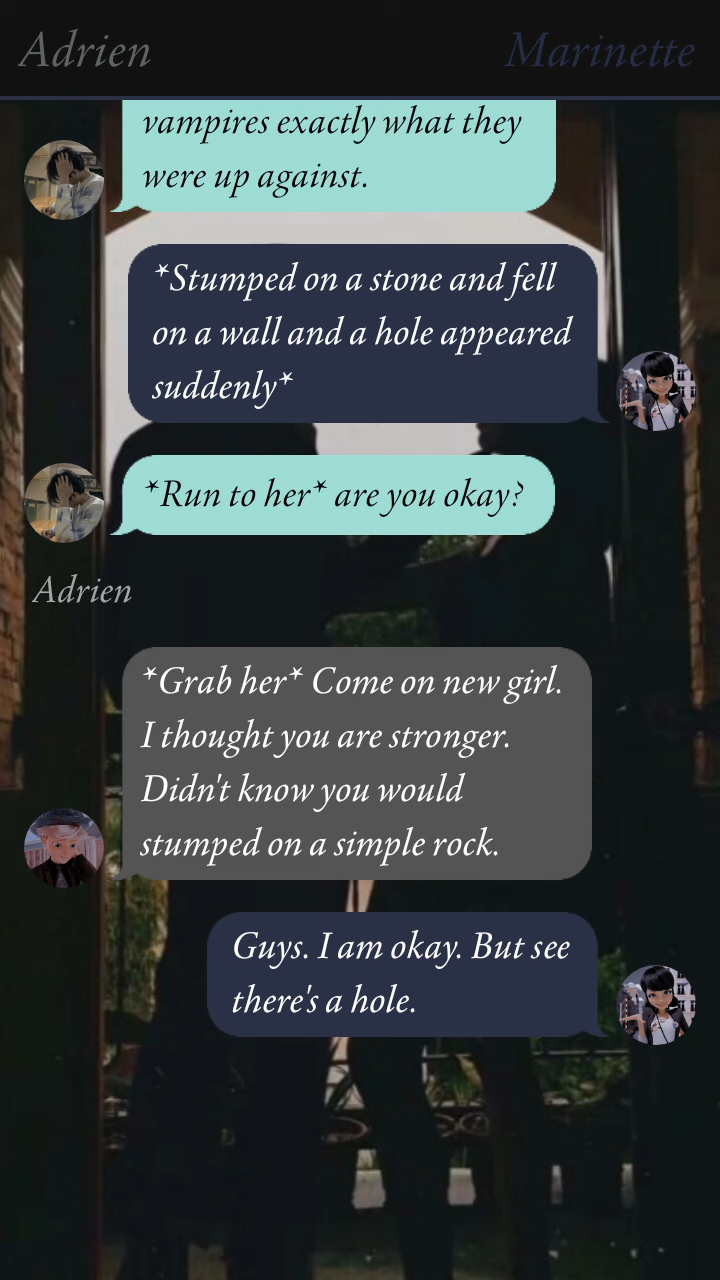 Adrien
Marinette
vampires exactly what they
were up against.
*Stumped on a stone and fell
on a wall and a hole appeared
suddenly*
*Run to her* are you okay?
Adrien
*Grab her* Come on new girl.
I thought you are stronger.
Didn't know you would
stumped on a simple rock.
Guys. I am okay. But see
there's a hole.